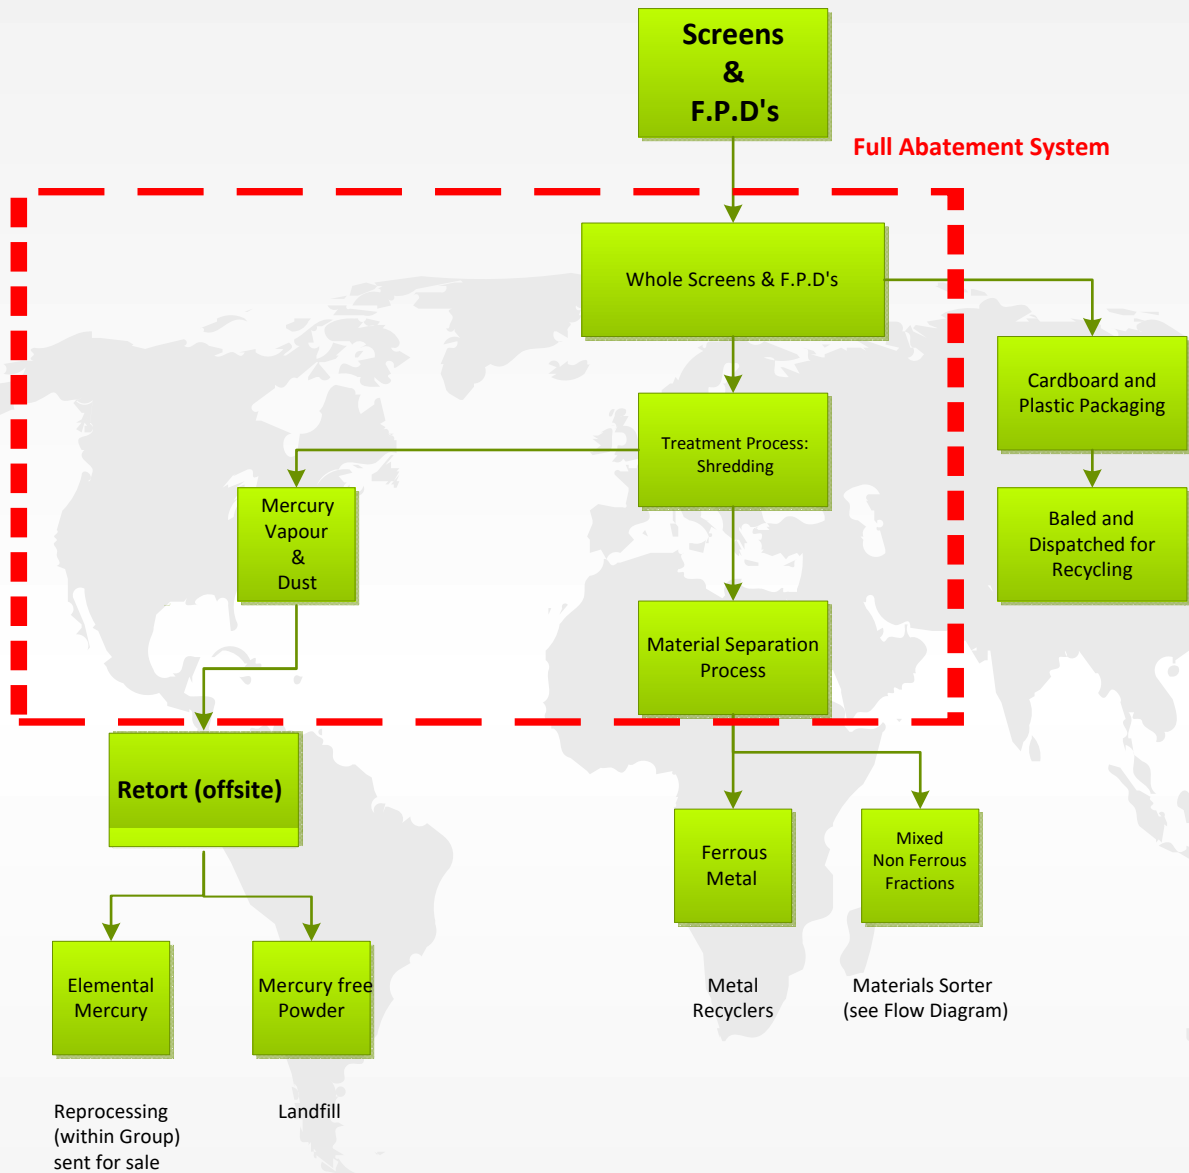 Screens
&
F.P.D's
Full Abatement System
Whole Screens & F.P.D's
Cardboard and
Plastic Packaging
Treatment Process:
Shredding
Mercury
Vapour
&
Dust
Baled and
Dispatched for
Recycling
Material Separation
Process
Retort (offsite)
Ferrous
Metal
Mixed
Non Ferrous
Fractions
Elemental
Mercury
Mercury free
Powder
Metal
Recyclers
Materials Sorter
(see Flow Diagram)
Reprocessing
(within Group)
sent for sale
Landfill